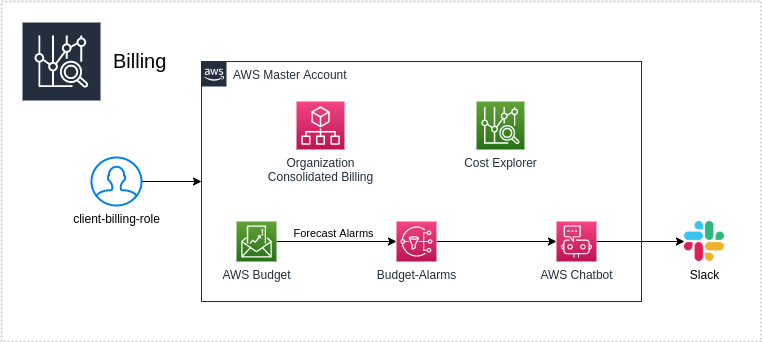 Billing
aws
AWS Master Account
Organization
Consolidated Billing
Cost Explorer
client-billing-role
Forecast Alarms
AWS Budget
Budget-Alarms
AWS Chatbot
Slack